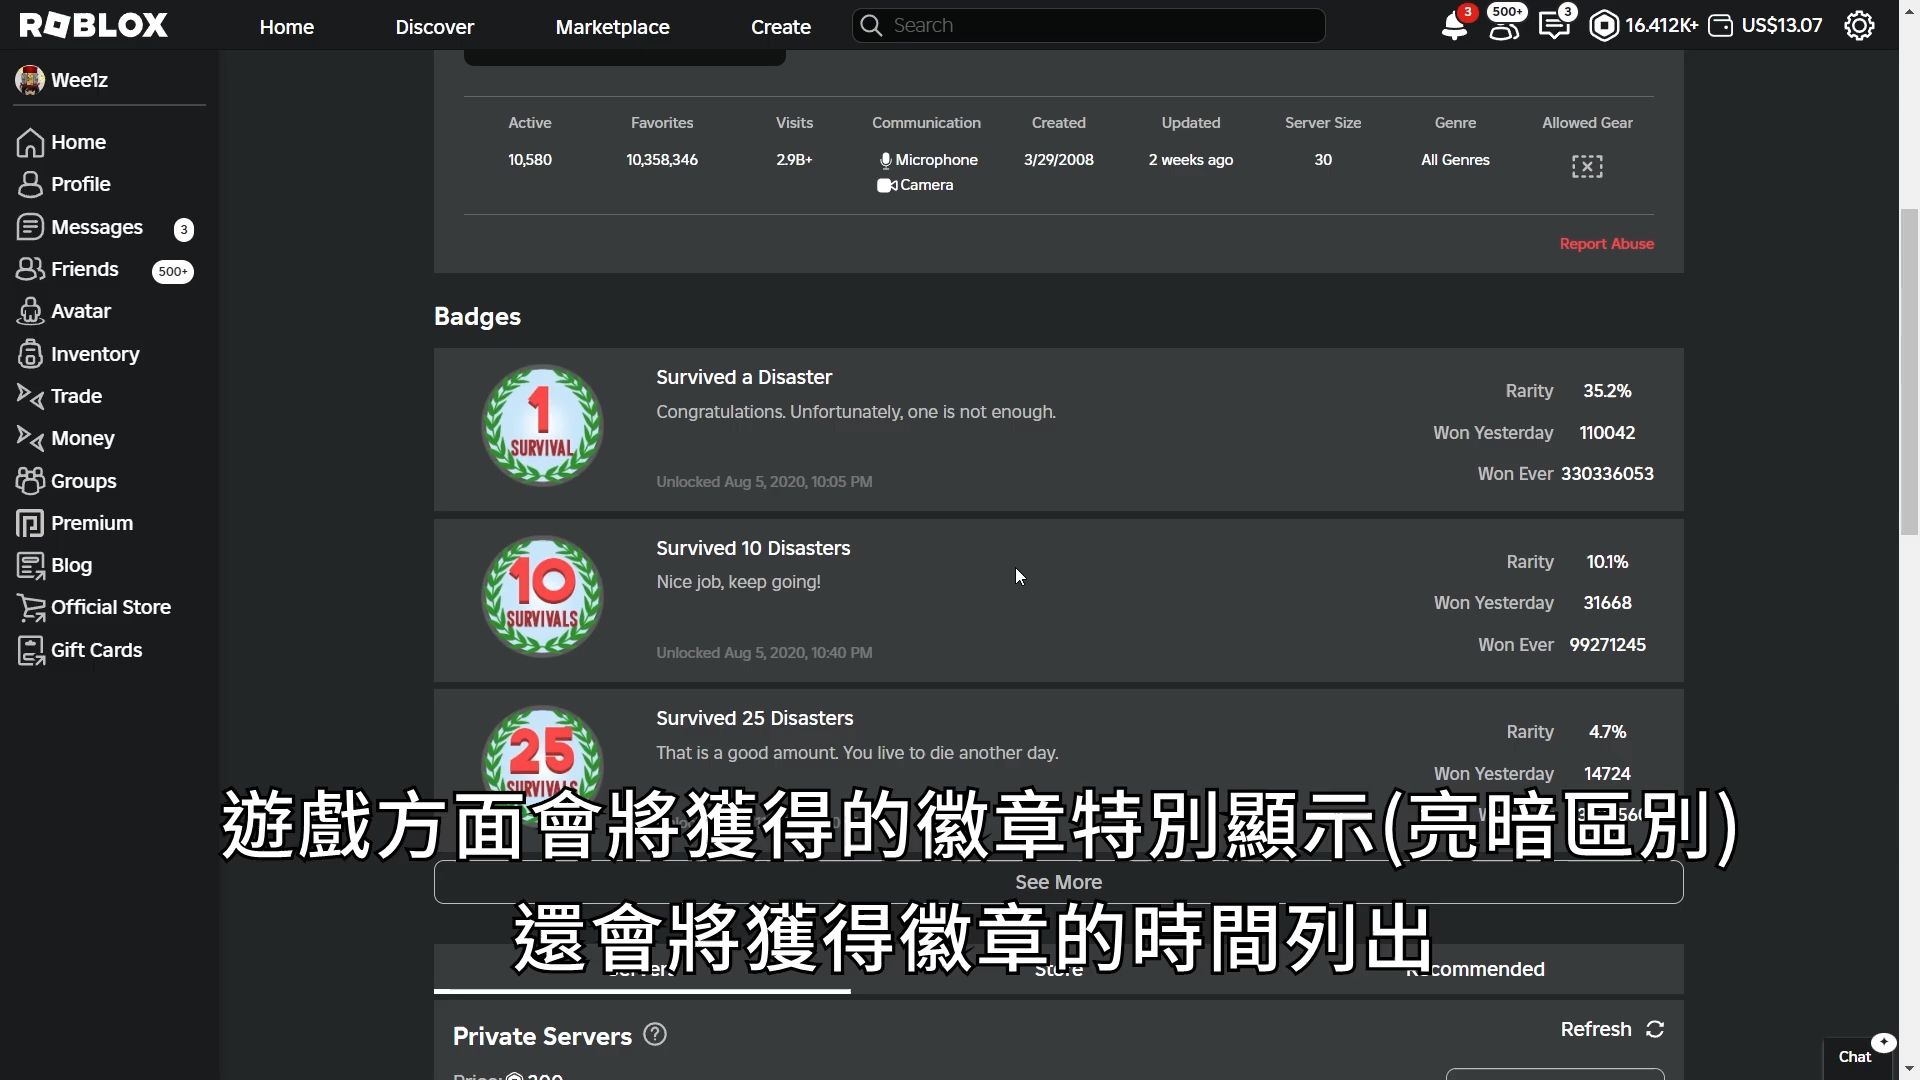 ROBLOX
Home
Discover
Marketplace
Create
Search
3
500+
3
16.412K+
US$13.07
Wee1z
Home
Profile
Messages 3
Friends 500+
Avatar
Inventory
Trade
Money
Groups
Premium
Blog
Official Store
Gift Cards
Active Favorites Visits Communication Created Updated Server Size Genre Allowed Gear
10,580 10,358,346 2.9B+ Microphone 3/29/2008 2 weeks ago 30 All Genres
Camera
Report Abuse
Badges
1
SURVIVAL
Survived a Disaster
Congratulations. Unfortunately, one is not enough.
Unlocked Aug 5, 2020, 10:05 PM
Rarity 35.2%
Won Yesterday 110042
Won Ever 330336053
10
SURVIVALS
Survived 10 Disasters
Nice job, keep going!
Unlocked Aug 5, 2020, 10:40 PM
Rarity 10.1%
Won Yesterday 31668
Won Ever 99271245
25
SURVIVALS
Survived 25 Disasters
That is a good amount. You live to die another day.
Rarity 4.7%
Won Yesterday 14724
遊戲方面會將獲得的徽章特別顯示(亮暗區別)
See More
還會將獲得徽章的時間列出
Servers Store Recommended
Private Servers
Refresh
Chat